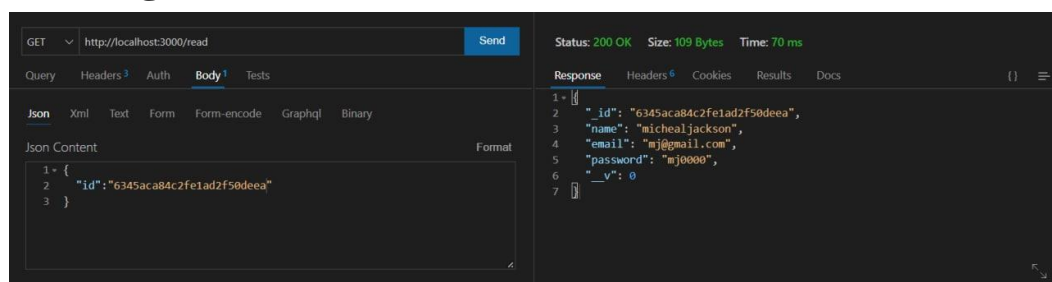 GET http://localhost:3000/read Send
Query Headers 3 Auth Body 1 Tests
Json Xml Text Form Form-encode Graphql Binary
Json Content Format
1 {
2 "id":"6345aca84c2fe1ad2f50deea"
3 }
Status: 200 OK Size: 109 Bytes Time: 70 ms
Response Headers 6 Cookies Results Docs {}
1 {
2 "_id": "6345aca84c2fe1ad2f50deea",
3 "name": "michealjackson",
4 "email": "mj@gmail.com",
5 "password": "mj0000",
6 "__v": 0
7 }